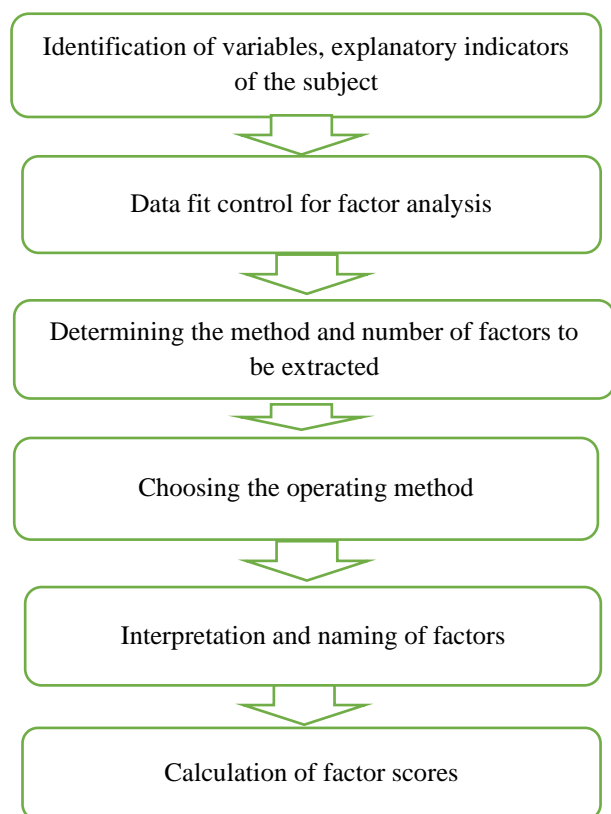 Identification of variables, explanatory indicators
of the subject
Data fit control for factor analysis
Determining the method and number of factors to
be extracted
Choosing the operating method
Interpretation and naming of factors
Calculation of factor scores